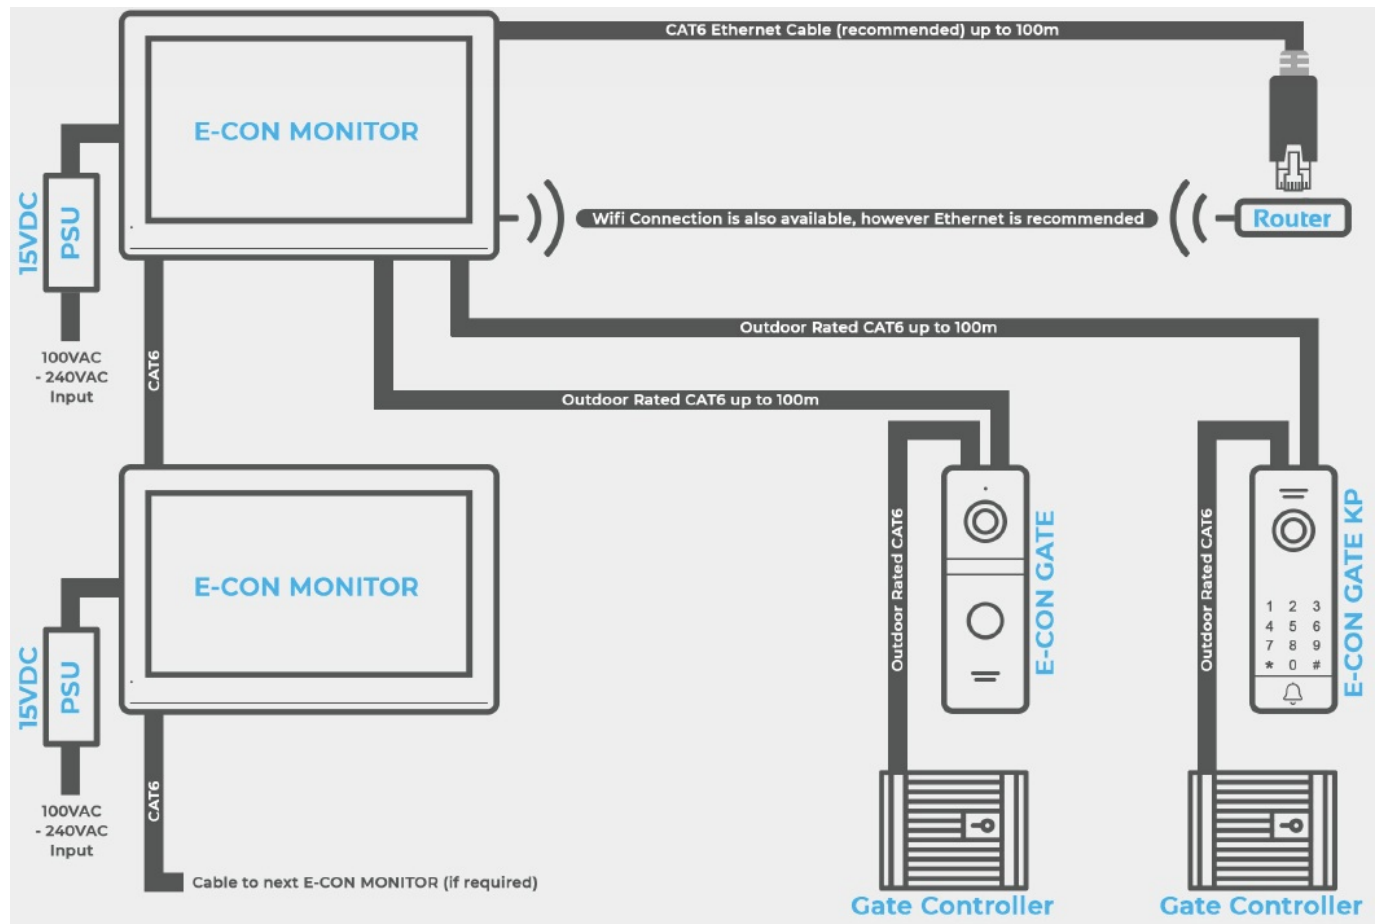 CAT6 Ethernet Cable (recommended) up to 100m
E-CON MONITOR
15VDC
PSU
Wifi Connection is also available, however Ethernet is recommended
Router
100VAC
- 240VAC
Input
CAT6
Outdoor Rated CAT6 up to 100m
Outdoor Rated CAT6 up to 100m
E-CON MONITOR
15VDC
PSU
100VAC
- 240VAC
Input
CAT6
Cable to next E-CON MONITOR (if required)
Outdoor Rated CAT6
E-CON GATE
Gate Controller
Outdoor Rated CAT6
1 2 3
4 5 6
7 8 9
* 0 #
E-CON GATE KP
Gate Controller